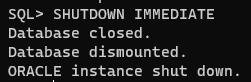 SQL> SHUTDOWN IMMEDIATE
Database closed.
Database dismounted.
ORACLE instance shut down.